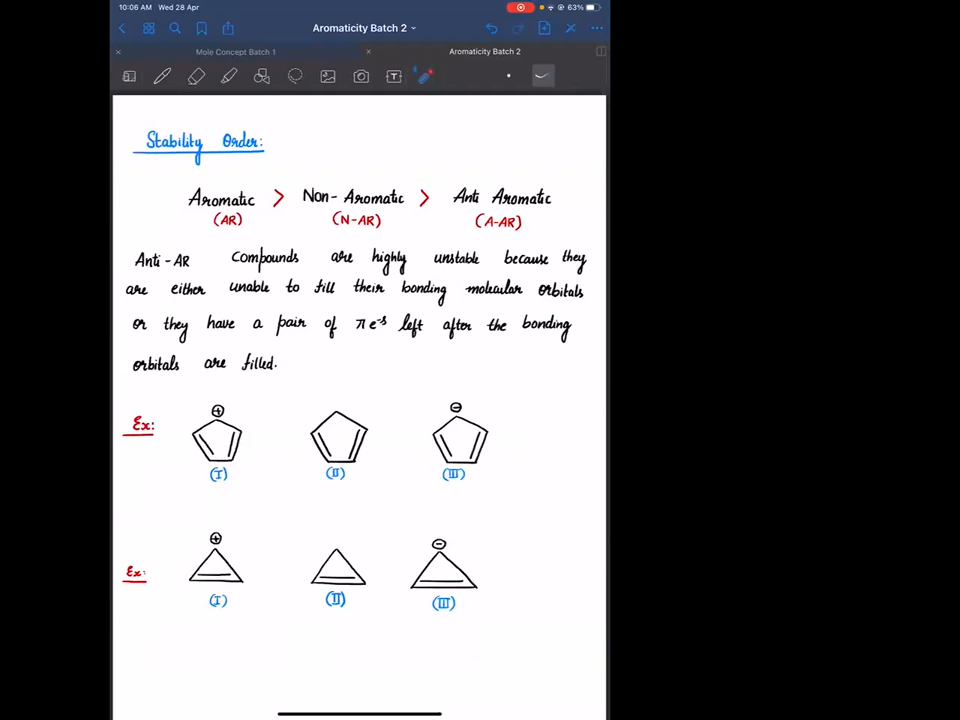 10:06 AM Wed 28 Apr
63%
Aromaticity Batch 2
Mole Concept Batch 1
Aromaticity Batch 2
Stability Order:
Aromatic > Non-Aromatic > Anti Aromatic
(AR) (N-AR) (A-AR)
Anti-AR compounds are highly unstable because they
are either unable to fill their bonding molecular orbitals
or they have a pair of πe⁻s left after the bonding
orbitals are filled.
⊕ ⊖
Ex:
(I) (II) (III)
⊕ ⊖
Ex:
(I) (II) (III)